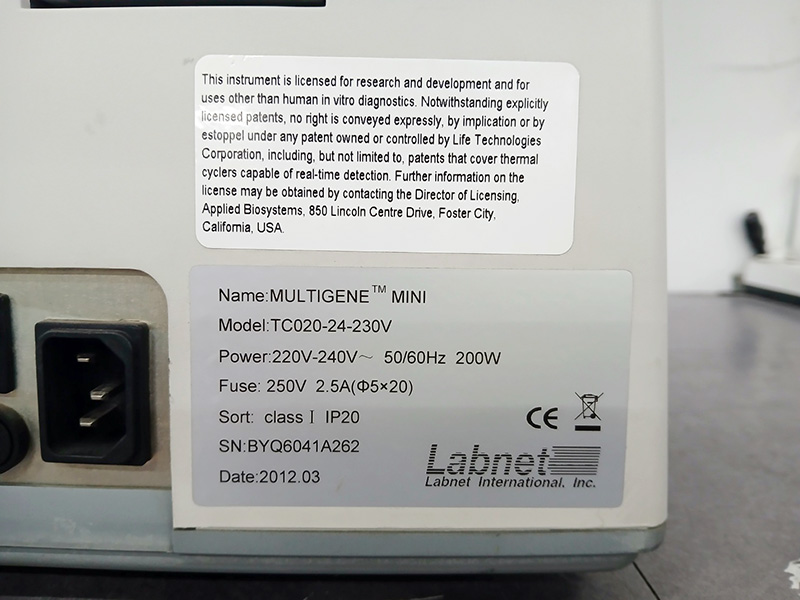 This instrument is licensed for research and development and for
uses other than human in vitro diagnostics. Notwithstanding explicitly
licensed patents, no right is conveyed expressly, by implication or by
estoppel under any patent owned or controlled by Life Technologies
Corporation, including, but not limited to, patents that cover thermal
cyclers capable of real-time detection. Further information on the
license may be obtained by contacting the Director of Licensing,
Applied Biosystems, 850 Lincoln Centre Drive, Foster City,
California, USA.
Name:MULTIGENE™ MINI
Model:TC020-24-230V
Power:220V-240V～ 50/60Hz 200W
Fuse: 250V 2.5A(Φ5×20)
Sort: class Ⅰ IP20
SN:BYQ6041A262
Date:2012.03
CE
Labnet
Labnet International, Inc.